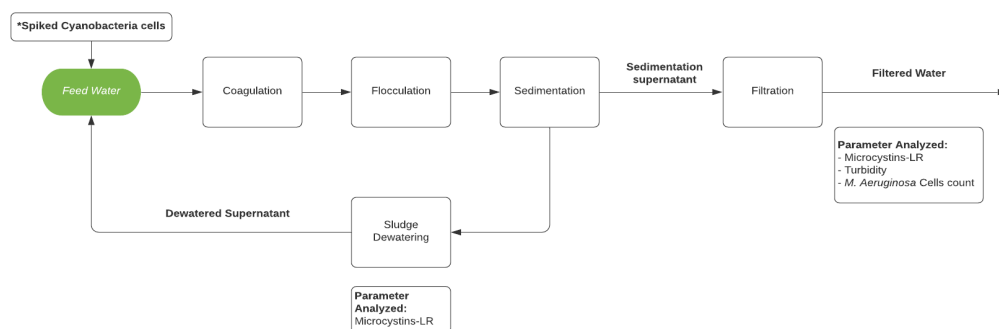 *Spiked Cyanobacteria cells
Feed Water
Coagulation
Flocculation
Sedimentation
Sedimentation
supernatant
Filtration
Filtered Water
Parameter Analyzed:
- Microcystins-LR
- Turbidity
- M. Aeruginosa Cells count
Dewatered Supernatant
Sludge
Dewatering
Parameter
Analyzed:
Microcystins-LR